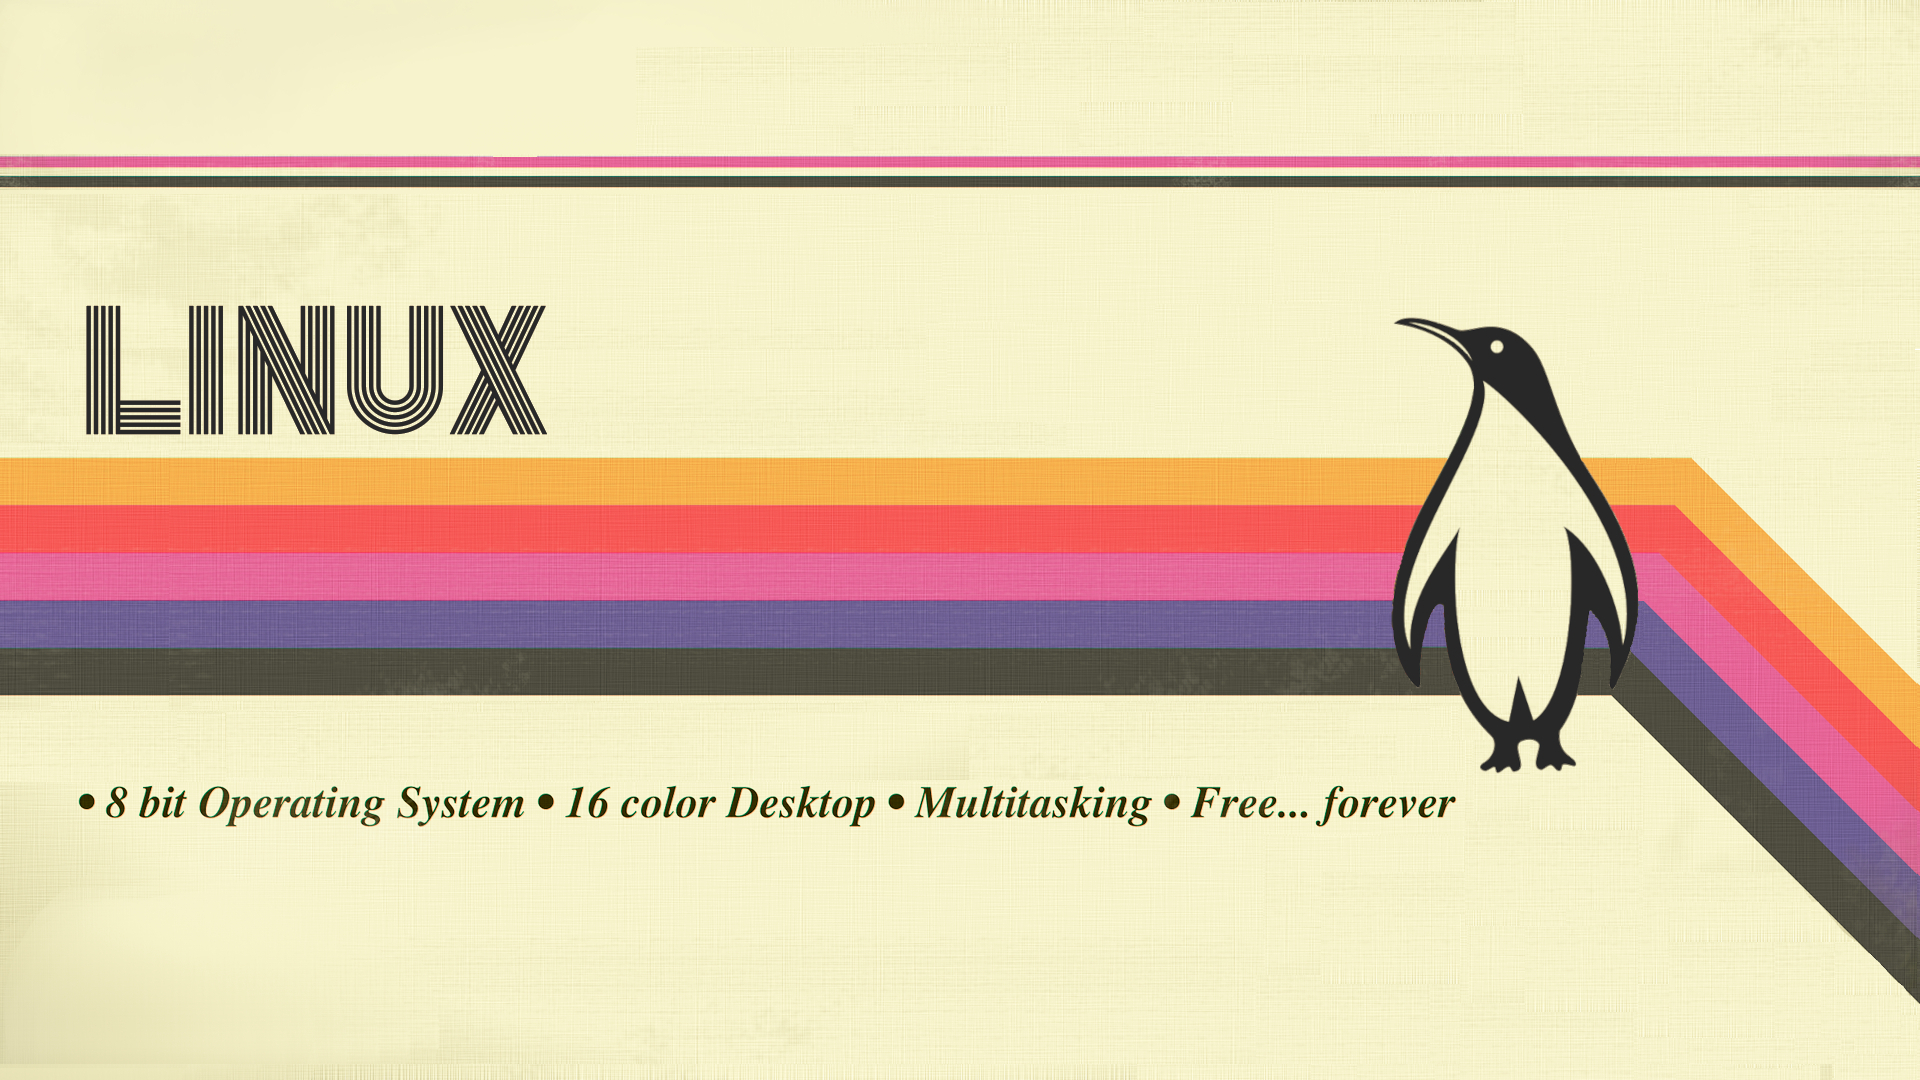 LINUX
• 8 bit Operating System • 16 color Desktop • Multitasking • Free... forever